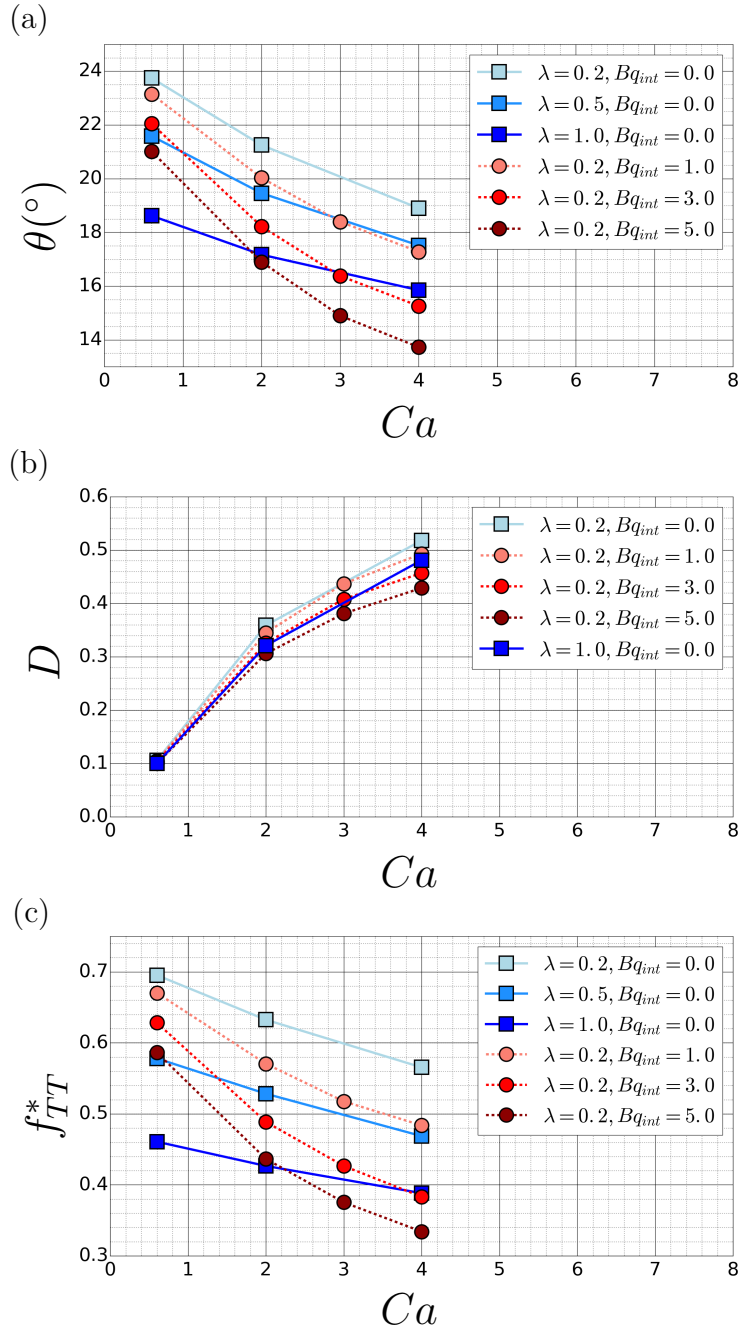 (a)
24
22
20
18
16
14
θ(°)
0 1 2 3 4 5 6 7 8
Ca
λ=0.2, Bq_int=0.0
λ=0.5, Bq_int=0.0
λ=1.0, Bq_int=0.0
λ=0.2, Bq_int=1.0
λ=0.2, Bq_int=3.0
λ=0.2, Bq_int=5.0
(b)
0.6
0.5
0.4
0.3
0.2
0.1
0.0
D
0 1 2 3 4 5 6 7 8
Ca
λ=0.2, Bq_int=0.0
λ=0.2, Bq_int=1.0
λ=0.2, Bq_int=3.0
λ=0.2, Bq_int=5.0
λ=1.0, Bq_int=0.0
(c)
0.7
0.6
0.5
0.4
0.3
f*_TT
0 1 2 3 4 5 6 7 8
Ca
λ=0.2, Bq_int=0.0
λ=0.5, Bq_int=0.0
λ=1.0, Bq_int=0.0
λ=0.2, Bq_int=1.0
λ=0.2, Bq_int=3.0
λ=0.2, Bq_int=5.0